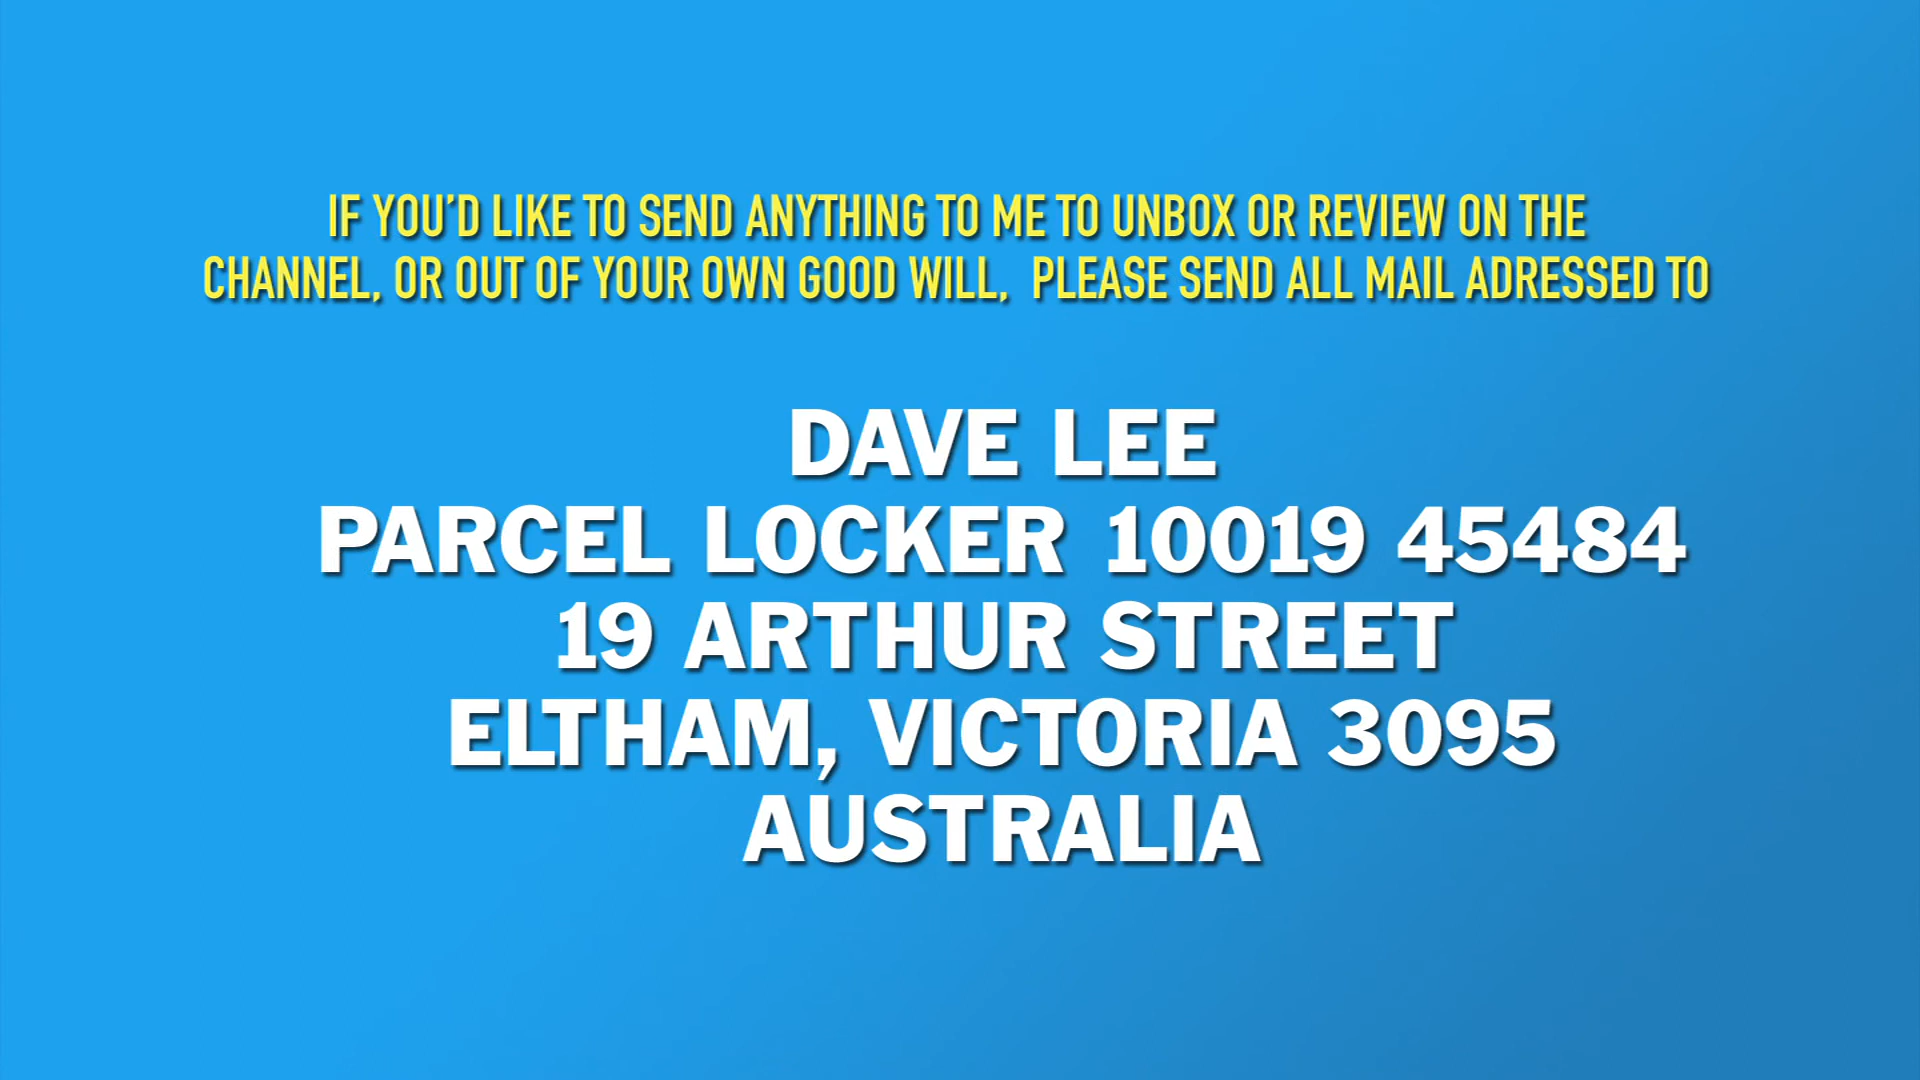 IF YOU'D LIKE TO SEND ANYTHING TO ME TO UNBOX OR REVIEW ON THE
CHANNEL, OR OUT OF YOUR OWN GOOD WILL, PLEASE SEND ALL MAIL ADRESSED TO
DAVE LEE
PARCEL LOCKER 10019 45484
19 ARTHUR STREET
ELTHAM, VICTORIA 3095
AUSTRALIA